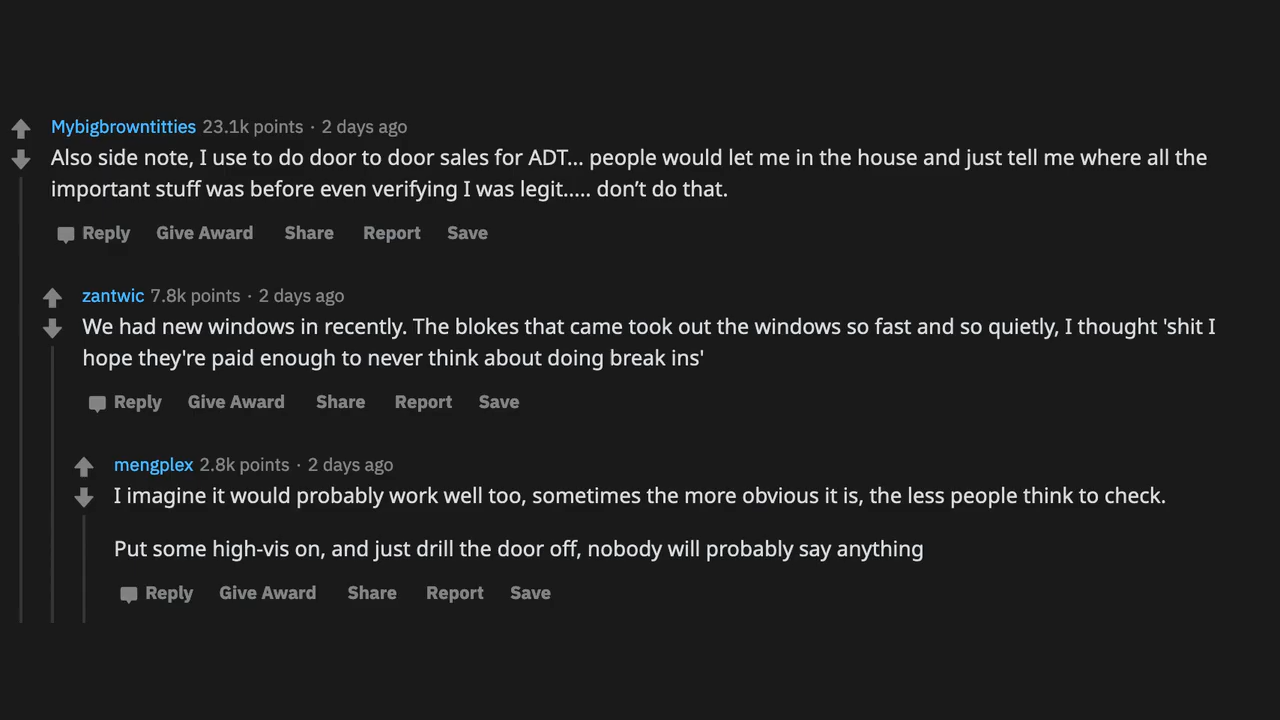 Mybigbrowntitties 23.1k points · 2 days ago
Also side note, I use to do door to door sales for ADT... people would let me in the house and just tell me where all the
important stuff was before even verifying I was legit..... don’t do that.
Reply Give Award Share Report Save
zantwic 7.8k points · 2 days ago
We had new windows in recently. The blokes that came took out the windows so fast and so quietly, I thought 'shit I
hope they're paid enough to never think about doing break ins'
Reply Give Award Share Report Save
mengplex 2.8k points · 2 days ago
I imagine it would probably work well too, sometimes the more obvious it is, the less people think to check.
Put some high-vis on, and just drill the door off, nobody will probably say anything
Reply Give Award Share Report Save